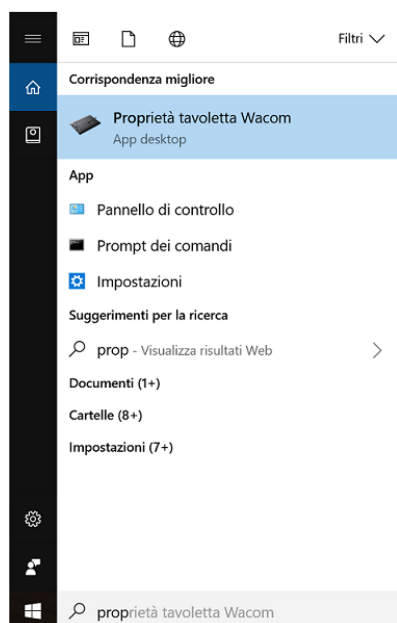 Filtri
Corrispondenza migliore
Proprietà tavoletta Wacom
App desktop
App
Pannello di controllo
Prompt dei comandi
Impostazioni
Suggerimenti per la ricerca
prop - Visualizza risultati Web
Documenti (1+)
Cartelle (8+)
Impostazioni (7+)
proprietà tavoletta Wacom